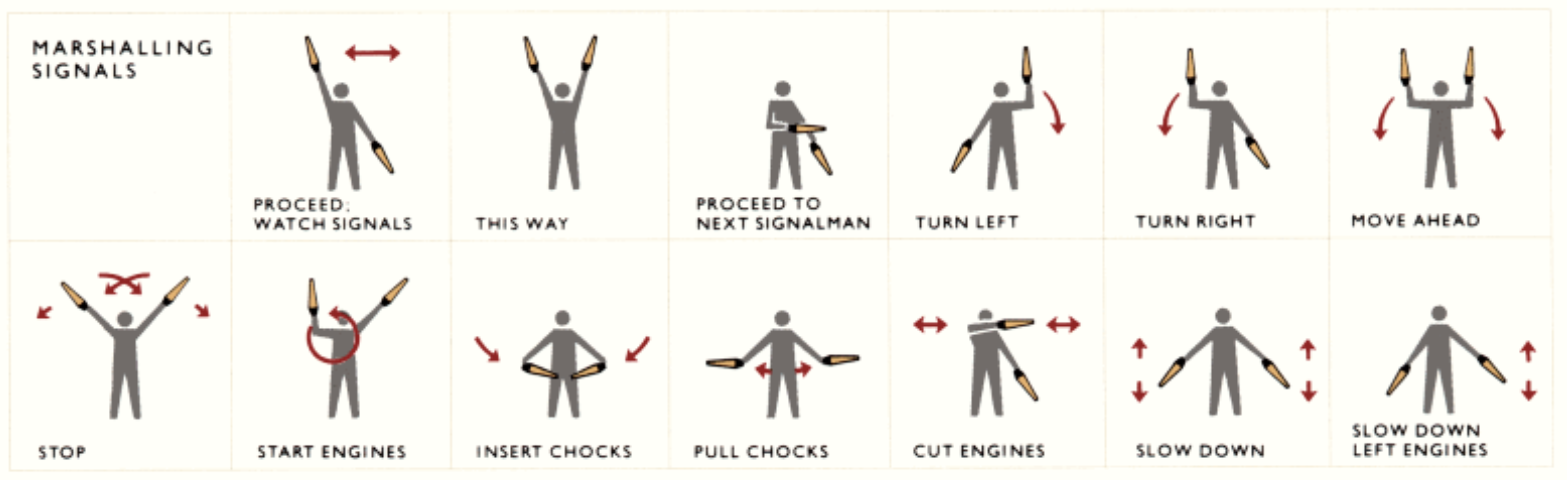 MARSHALLING
SIGNALS
PROCEED;
WATCH SIGNALS
THIS WAY
PROCEED TO
NEXT SIGNALMAN
TURN LEFT
TURN RIGHT
MOVE AHEAD
STOP
START ENGINES
INSERT CHOCKS
PULL CHOCKS
CUT ENGINES
SLOW DOWN
SLOW DOWN
LEFT ENGINES